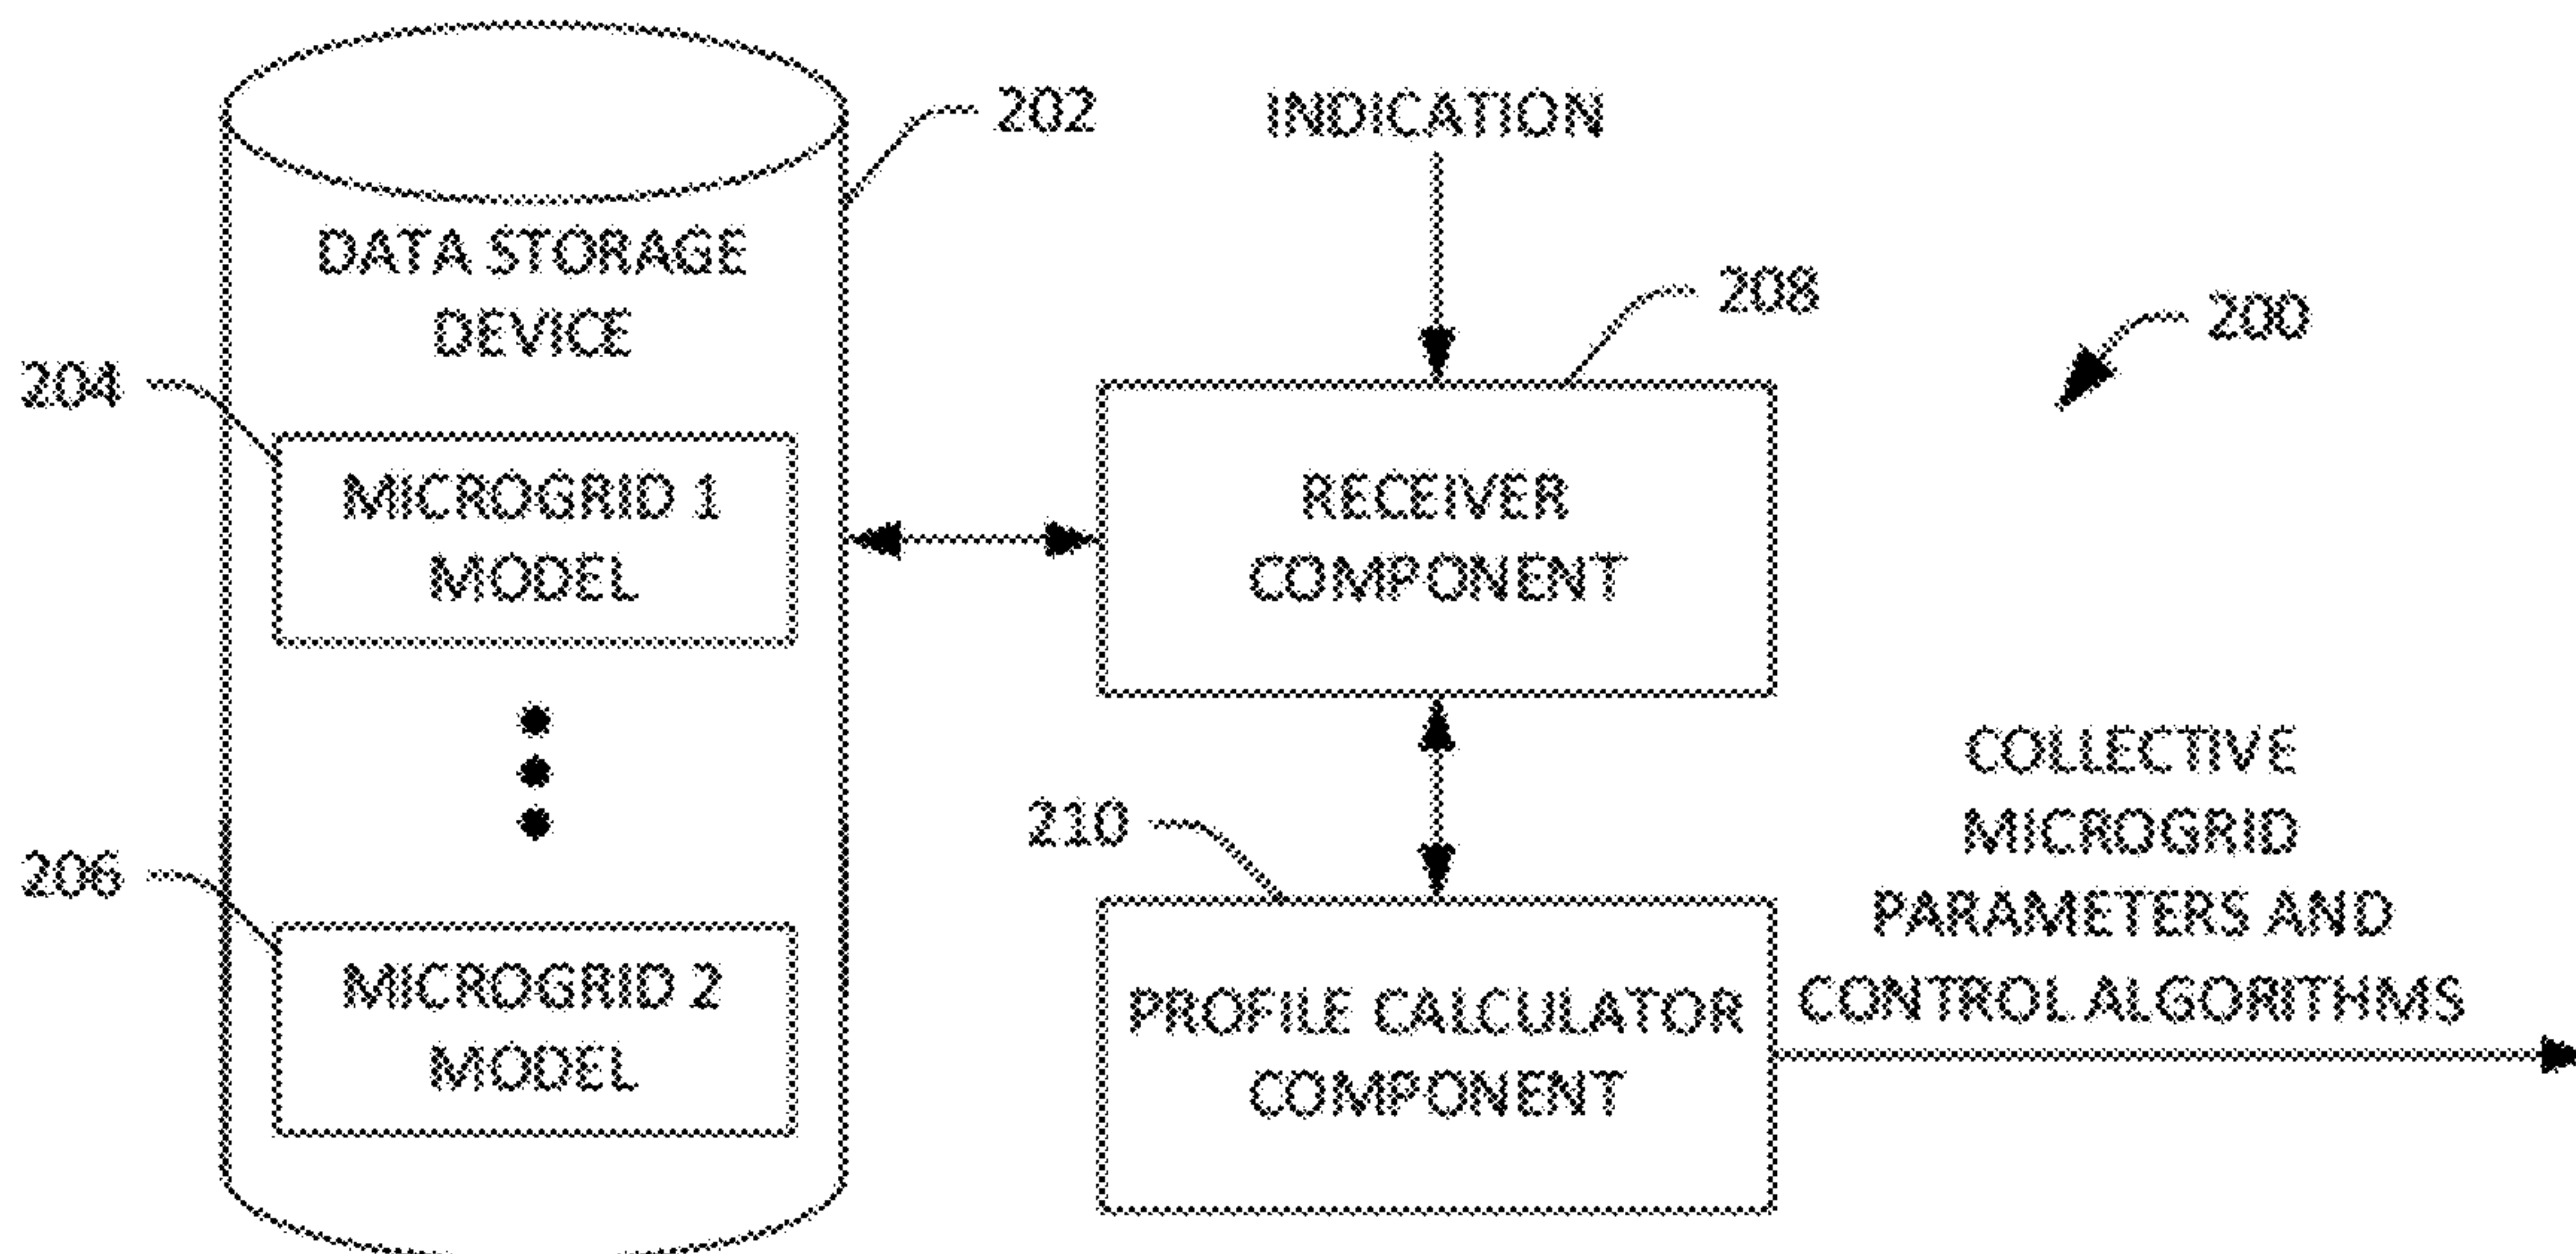 202
INDICATION
DATA STORAGE
DEVICE
208
200
204
MICROGRID 1
MODEL
RECEIVER
COMPONENT
206
MICROGRID 2
MODEL
210
PROFILE CALCULATOR
COMPONENT
COLLECTIVE
MICROGRID
PARAMETERS AND
CONTROL ALGORITHMS